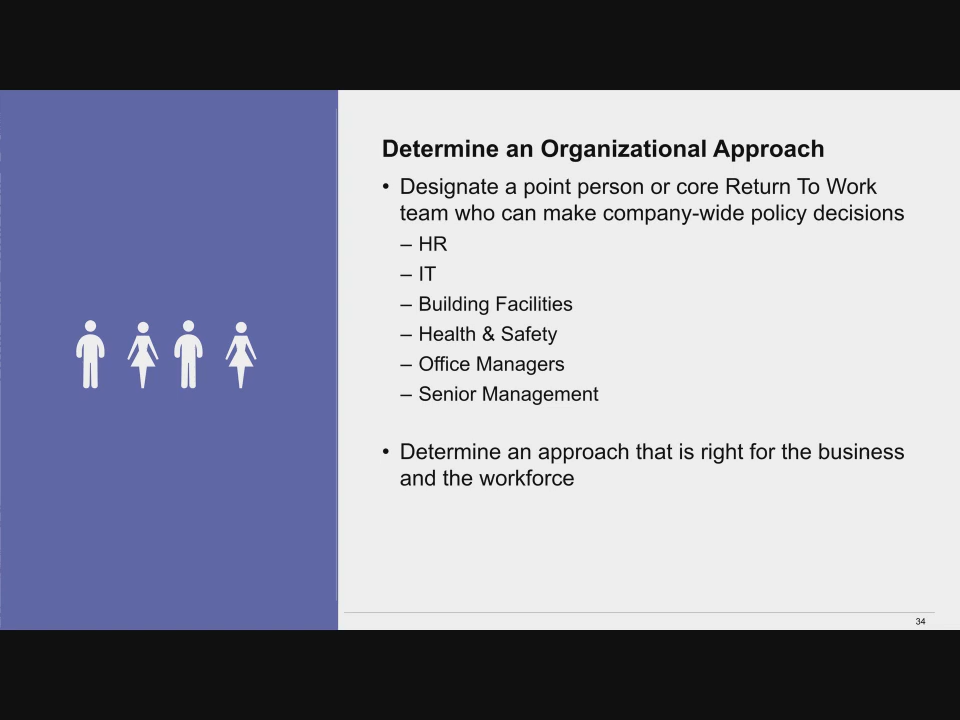 Determine an Organizational Approach
• Designate a point person or core Return To Work
team who can make company-wide policy decisions
– HR
– IT
– Building Facilities
– Health & Safety
– Office Managers
– Senior Management
• Determine an approach that is right for the business
and the workforce
34